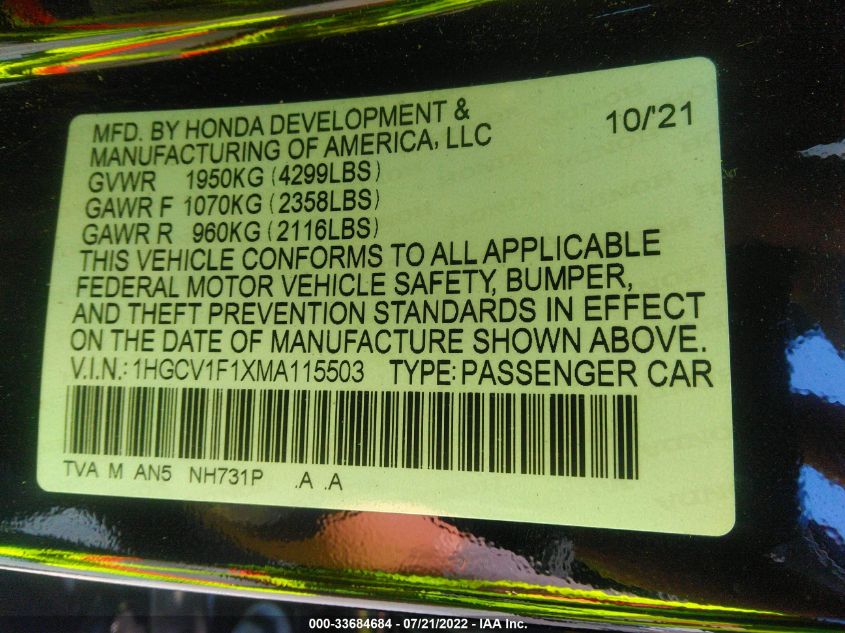 MFD. BY HONDA DEVELOPMENT & 10/'21
MANUFACTURING OF AMERICA, LLC
GVWR 1950KG (4299LBS)
GAWR F 1070KG (2358LBS)
GAWR R 960KG (2116LBS)
THIS VEHICLE CONFORMS TO ALL APPLICABLE
FEDERAL MOTOR VEHICLE SAFETY, BUMPER,
AND THEFT PREVENTION STANDARDS IN EFFECT
ON THE DATE OF MANUFACTURE SHOWN ABOVE.
V.I.N.: 1HGCV1F1XMA115503 TYPE: PASSENGER CAR
TVA M AN5 NH731P .A .A
000-33684684 - 07/21/2022 - IAA Inc.